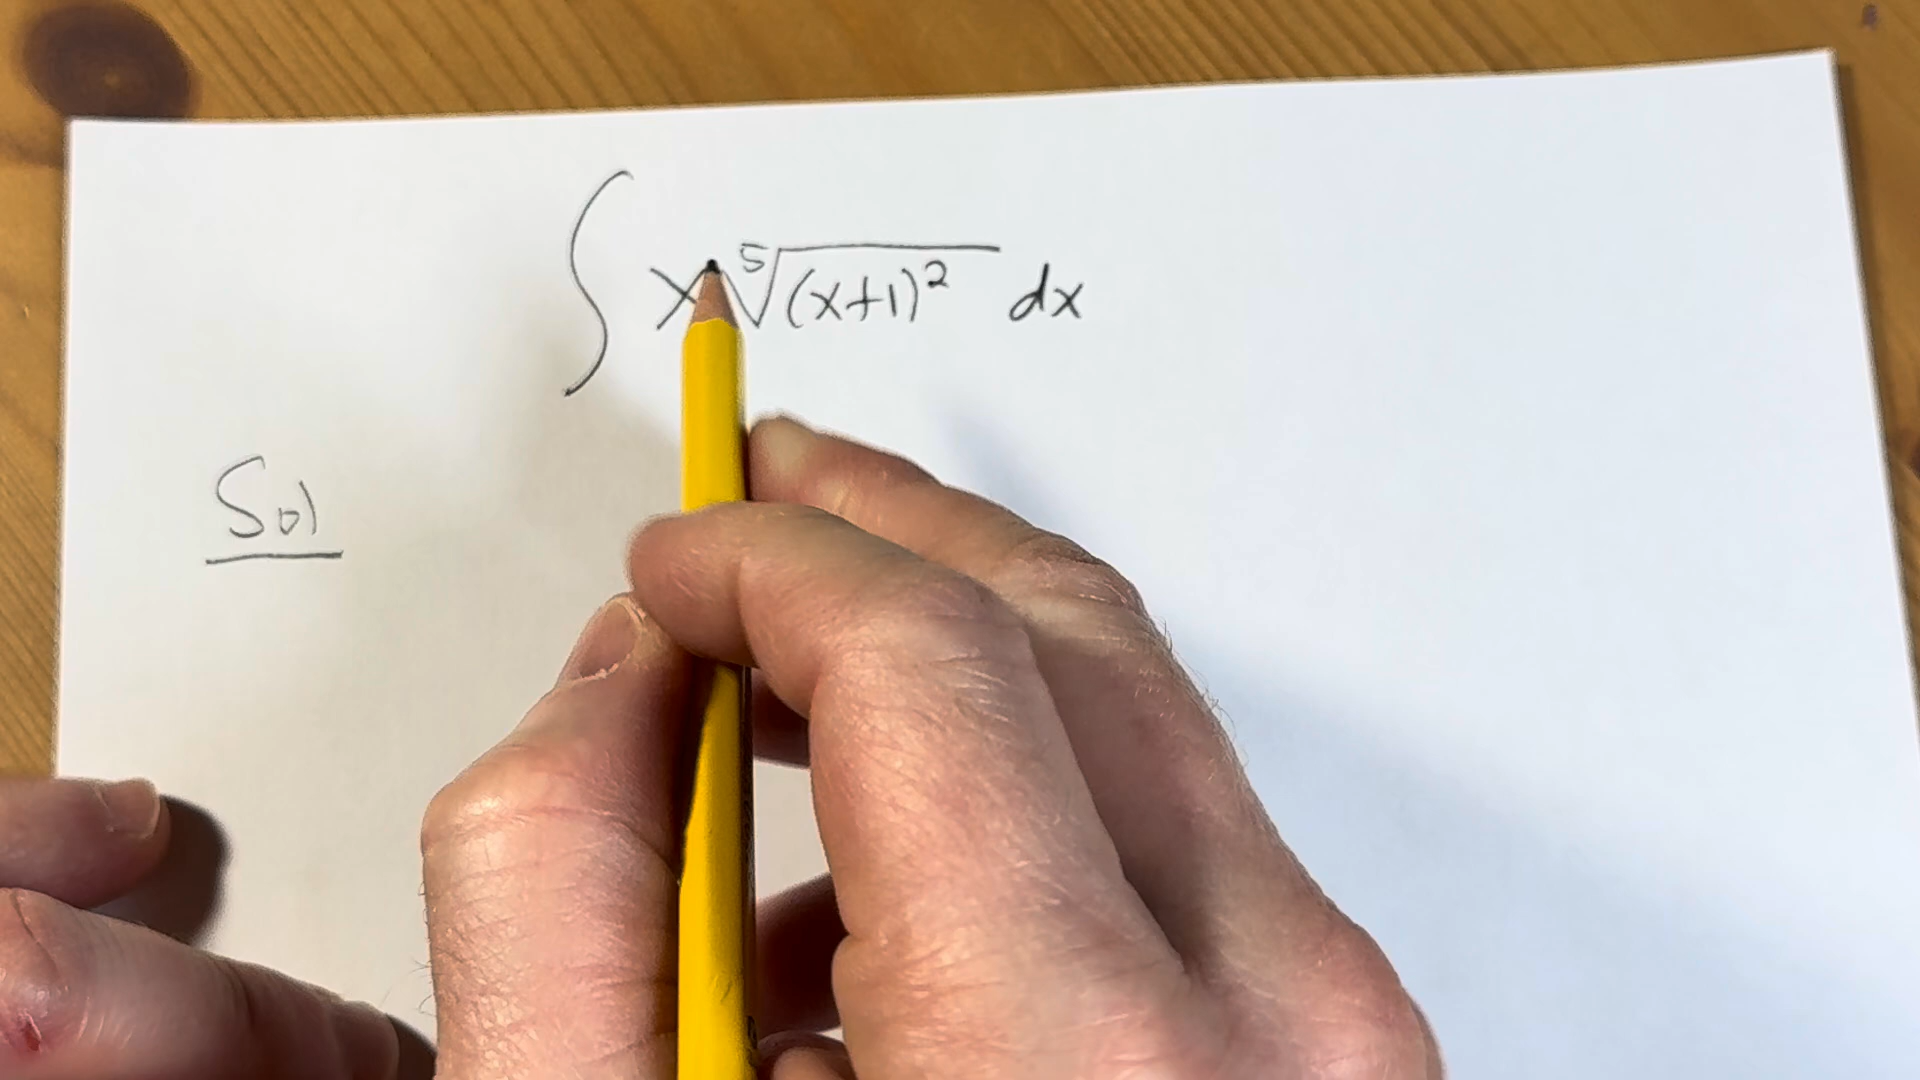 ∫ x ⁵√(x+1)² dx
Sol